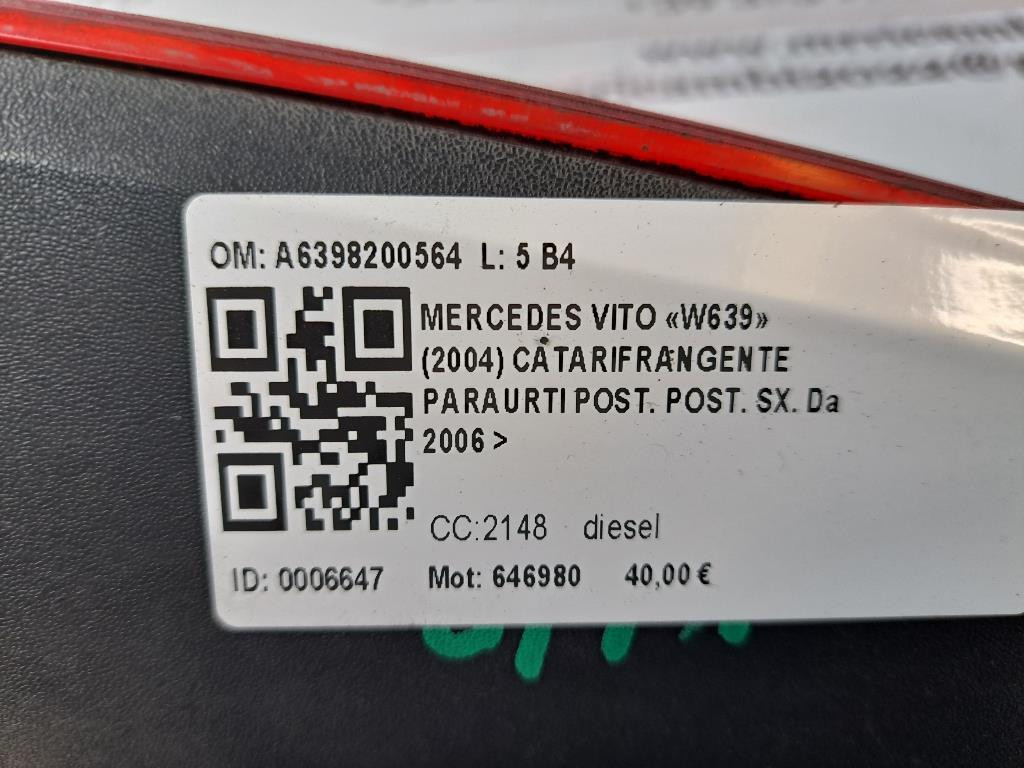 OM: A6398200564 L: 5 B4
MERCEDES VITO «W639»
(2004) CATARIFRANGENTE
PARAURTI POST. POST. SX. Da
2006 >
CC:2148 diesel
ID: 0006647 Mot: 646980 40,00 €